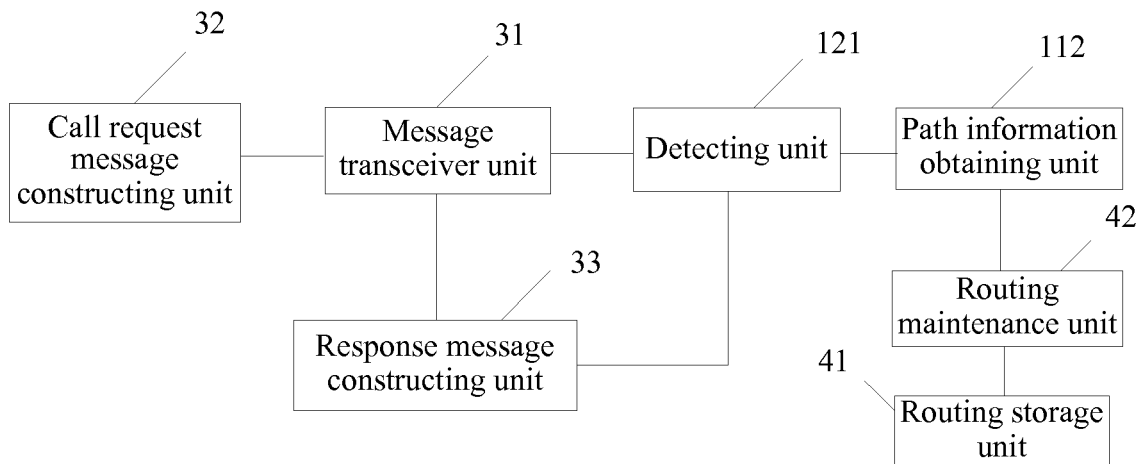 32
31
121
112
Call request
message
constructing unit
Message
transceiver unit
Detecting unit
Path information
obtaining unit
42
33
Routing
maintenance unit
Response message
constructing unit
41
Routing storage
unit